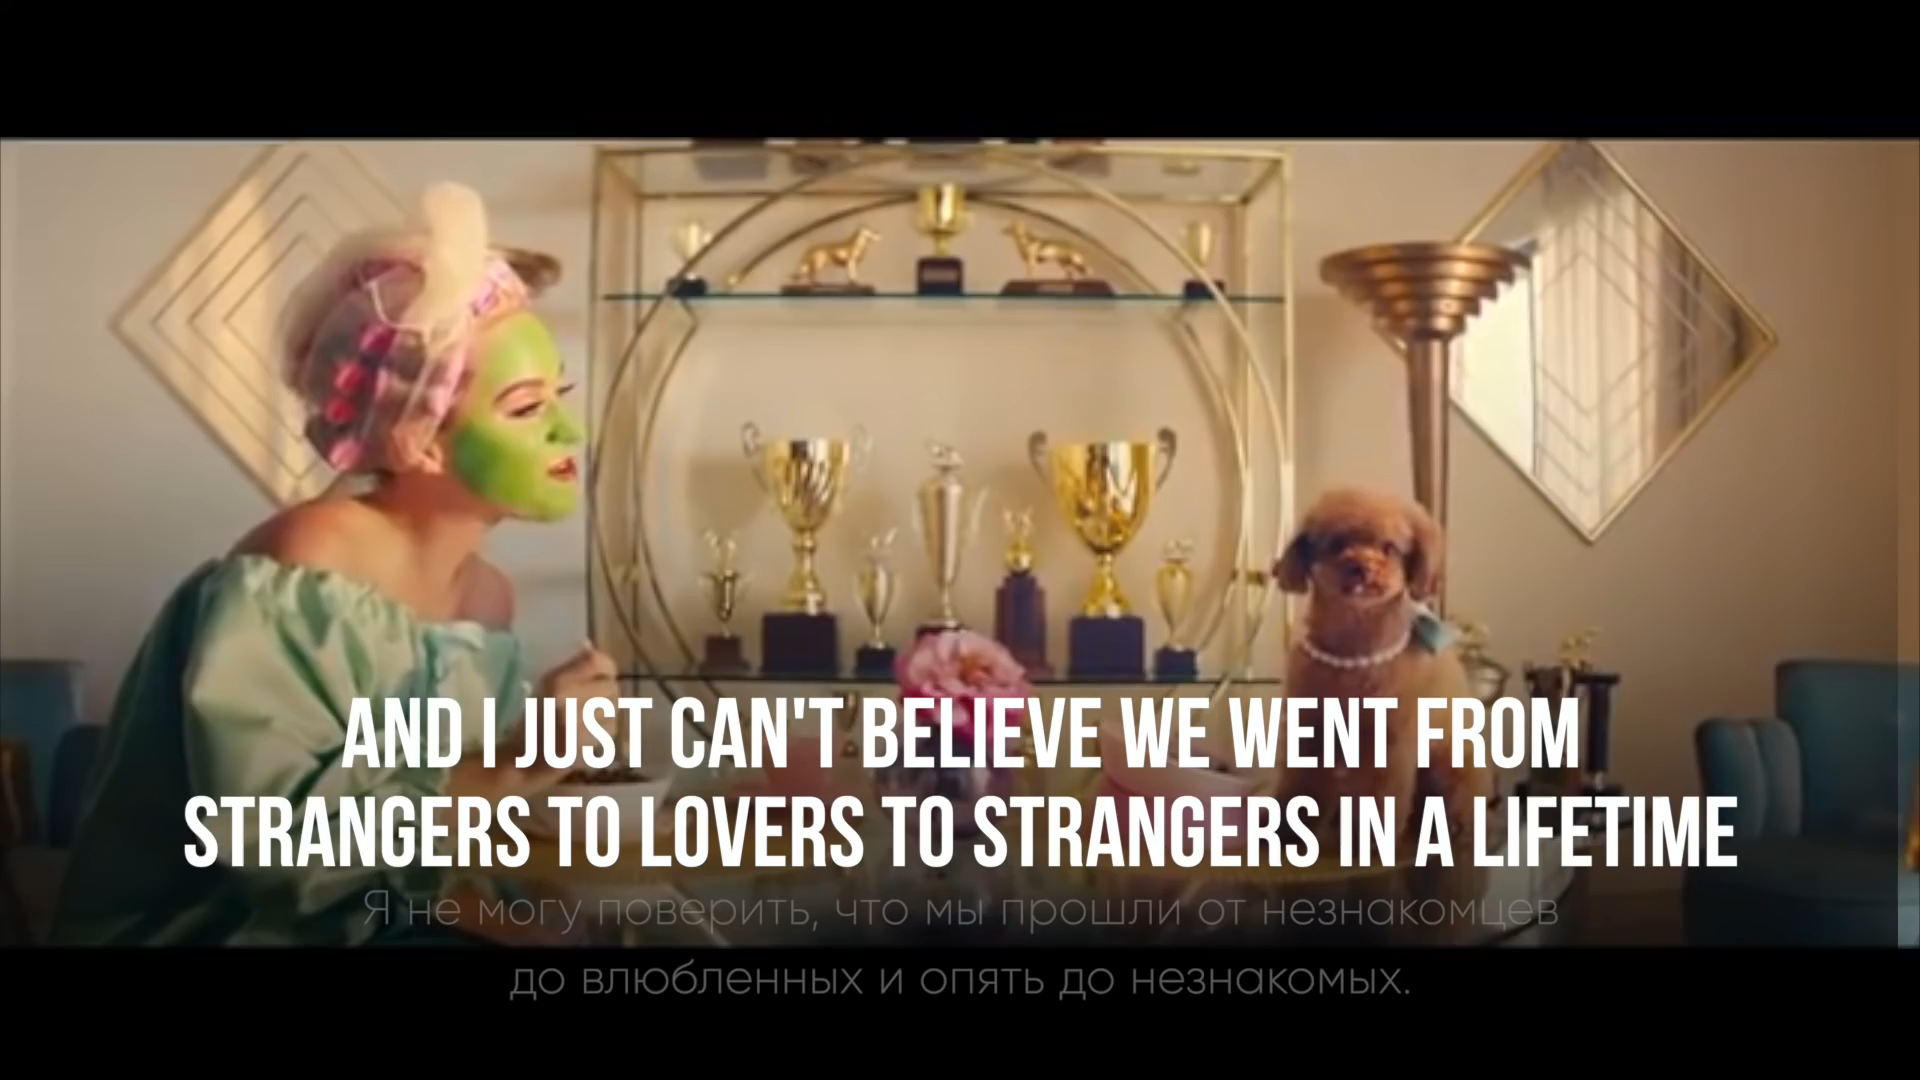 AND I JUST CAN'T BELIEVE WE WENT FROM
STRANGERS TO LOVERS TO STRANGERS IN A LIFETIME
Я не могу поверить, что мы прошли от незнакомцев
до влюбленных и опять до незнакомых.